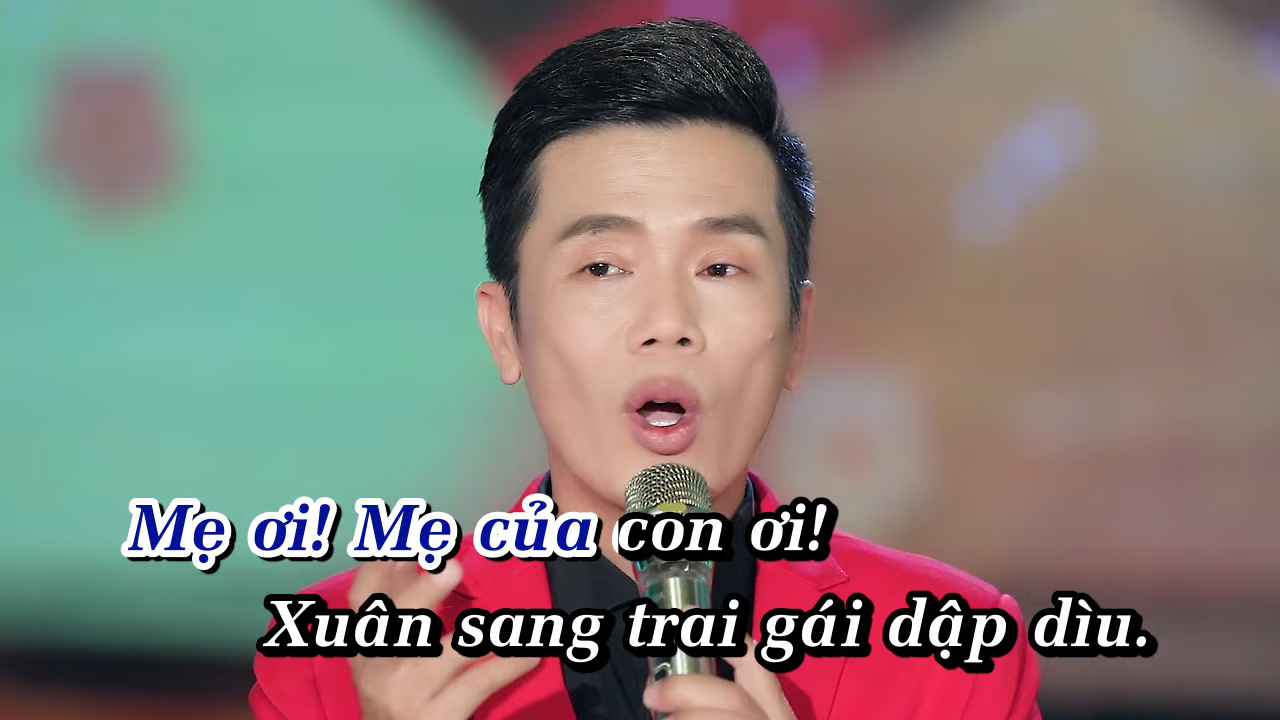 Mẹ ơi! Mẹ của con ơi!
Xuân sang trai gái dập dìu.